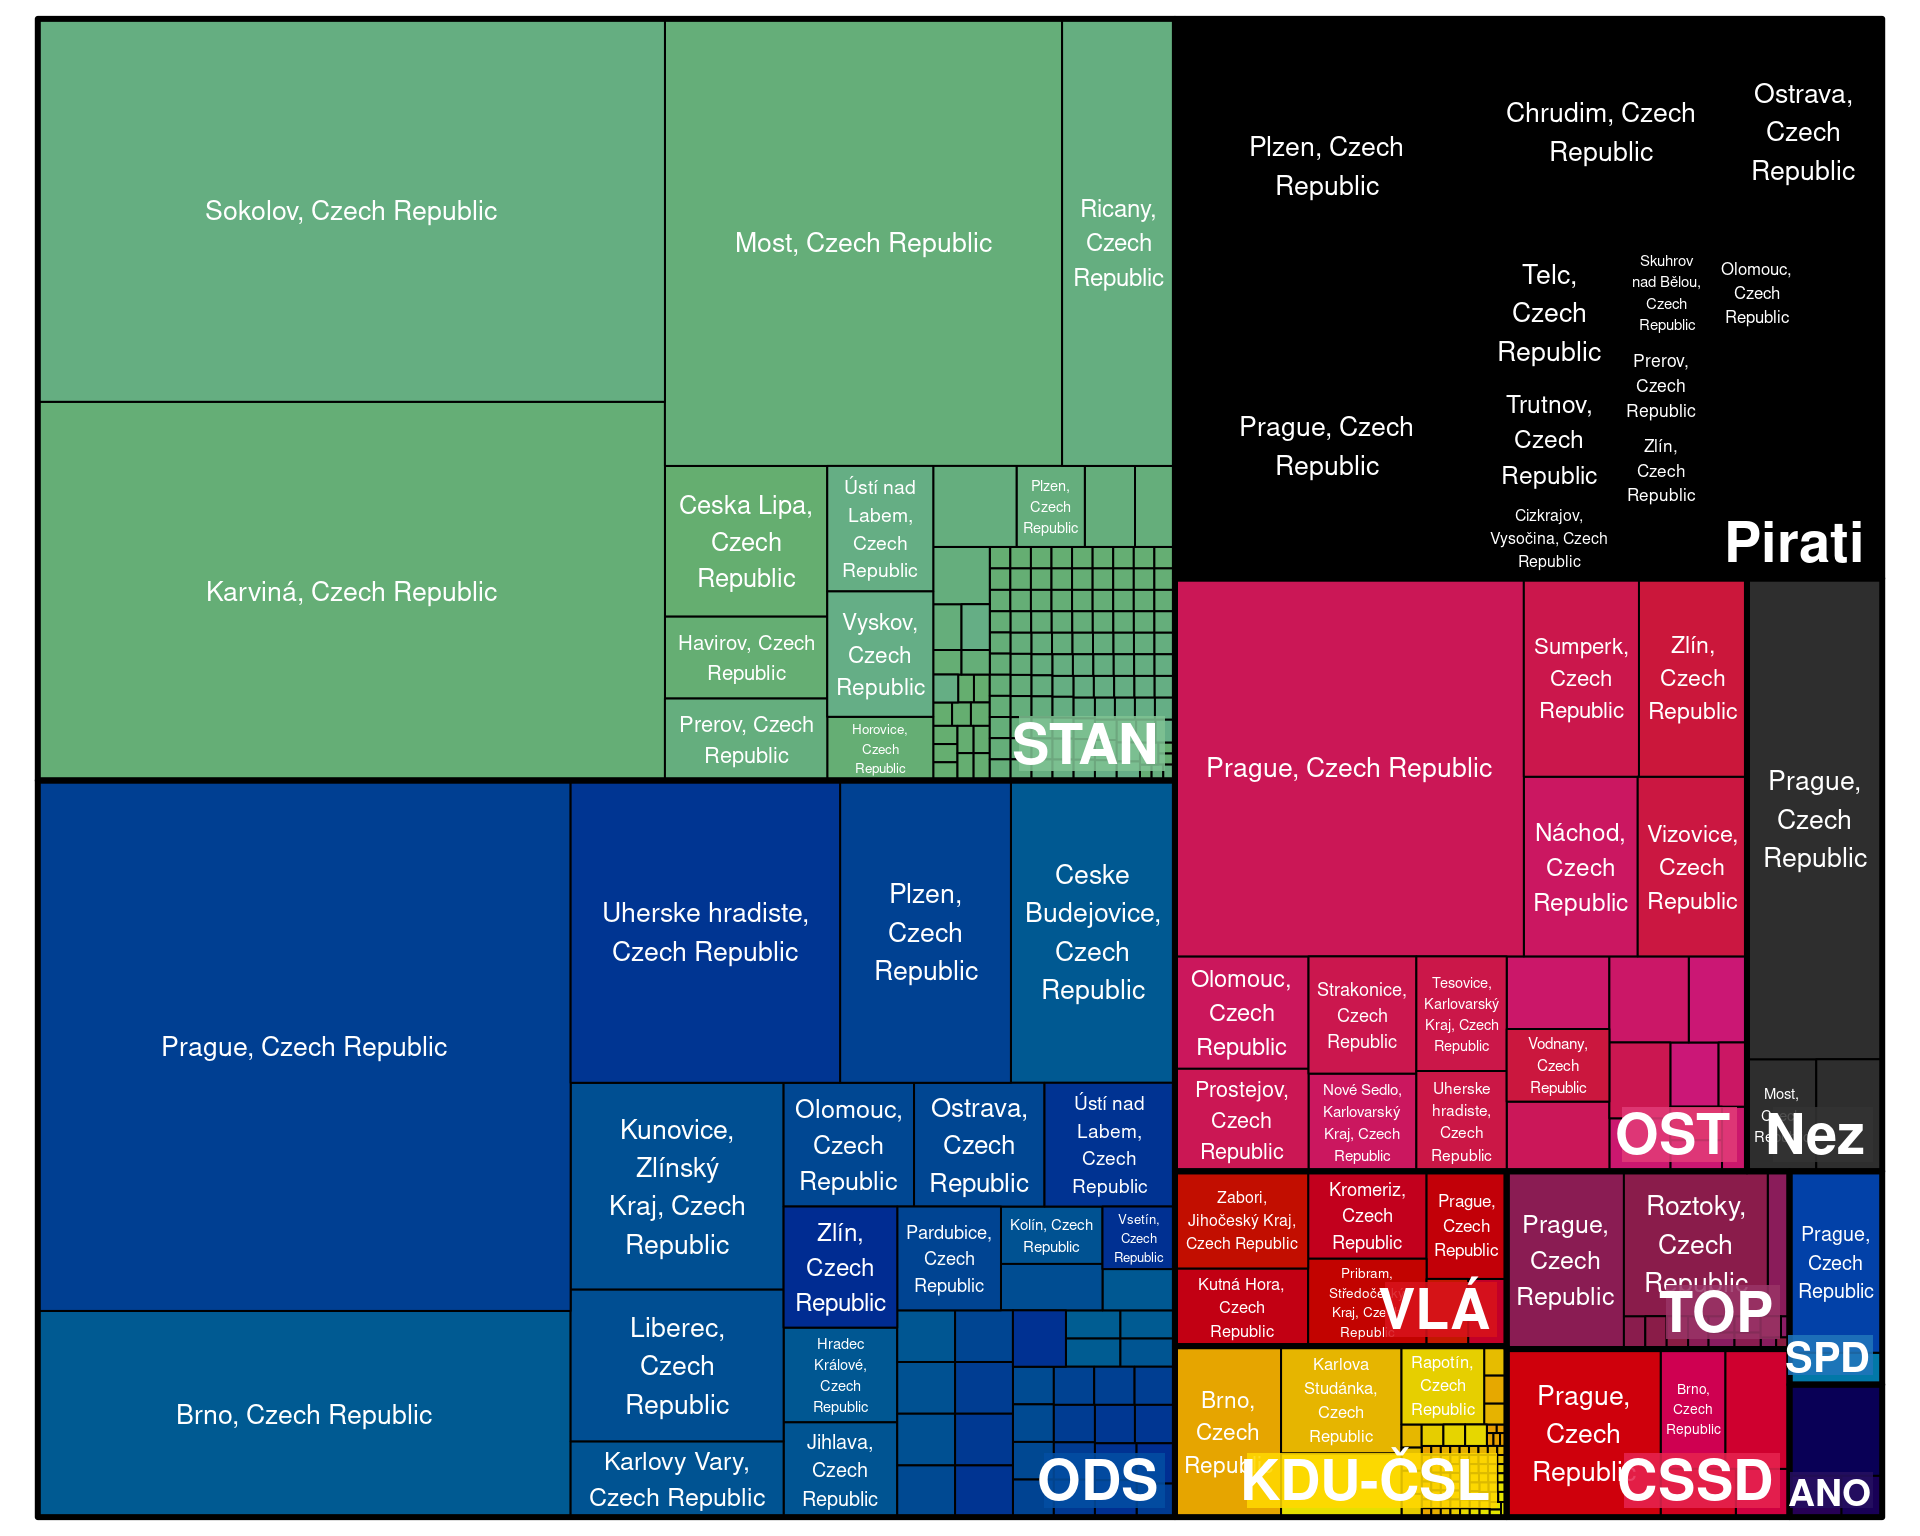 Sokolov, Czech Republic
Karviná, Czech Republic
Most, Czech Republic
Ricany,
Czech
Republic
Ceska Lipa,
Czech
Republic
Havirov, Czech
Republic
Prerov, Czech
Republic
Ústí nad
Labem,
Czech
Republic
Vyskov,
Czech
Republic
Horovice,
Czech
Republic
Plzen,
Czech
Republic
STAN
Plzen, Czech
Republic
Prague, Czech
Republic
Chrudim, Czech
Republic
Ostrava,
Czech
Republic
Telc,
Czech
Republic
Trutnov,
Czech
Republic
Cizkrajov,
Vysočina, Czech
Republic
Skuhrov
nad Bělou,
Czech
Republic
Olomouc,
Czech
Republic
Prerov,
Czech
Republic
Zlín,
Czech
Republic
Pirati
Prague, Czech Republic
Brno, Czech Republic
Uherske hradiste,
Czech Republic
Plzen,
Czech
Republic
Ceske
Budejovice,
Czech
Republic
Kunovice,
Zlínský
Kraj, Czech
Republic
Liberec,
Czech
Republic
Karlovy Vary,
Czech Republic
Olomouc,
Czech
Republic
Ostrava,
Czech
Republic
Ústí nad
Labem,
Czech
Republic
Zlín,
Czech
Republic
Hradec
Králové,
Czech
Republic
Jihlava,
Czech
Republic
Pardubice,
Czech
Republic
Kolín, Czech
Republic
Vsetín,
Czech
Republic
ODS
Prague, Czech Republic
Sumperk,
Czech
Republic
Zlín,
Czech
Republic
Náchod,
Czech
Republic
Vizovice,
Czech
Republic
Olomouc,
Czech
Republic
Prostejov,
Czech
Republic
Strakonice,
Czech
Republic
Nové Sedlo,
Karlovarský
Kraj, Czech
Republic
Tesovice,
Karlovarský
Kraj, Czech
Republic
Uherske
hradiste,
Czech
Republic
Vodnany,
Czech
Republic
OST
Prague,
Czech
Republic
Most,
Nez
Zabori,
Jihočeský Kraj,
Czech Republic
Kutná Hora,
Czech
Republic
Kromeriz,
Czech
Republic
Pribram,
Středočeský
Kraj, Czech
Republic
Prague,
Czech
Republic
VLÁ
Prague,
Czech
Republic
Roztoky,
Czech
Republic
TOP
Prague,
Czech
Republic
SPD
Brno,
Czech
Republic
Karlova
Studánka,
Czech
Republic
Rapotín,
Czech
Republic
KDU-ČSL
Prague,
Czech
Republic
Brno,
Czech
Republic
CSSD
ANO